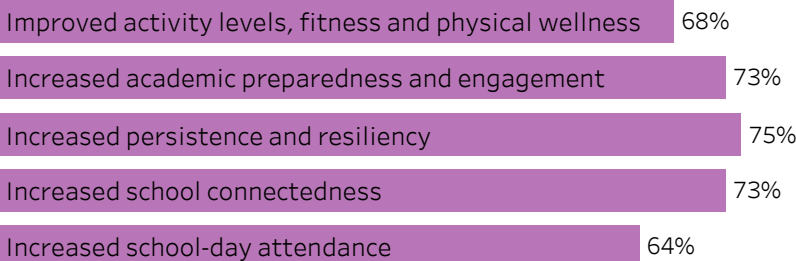 Improved activity levels, fitness and physical wellness 68%
Increased academic preparedness and engagement 73%
Increased persistence and resiliency 75%
Increased school connectedness 73%
Increased school-day attendance 64%